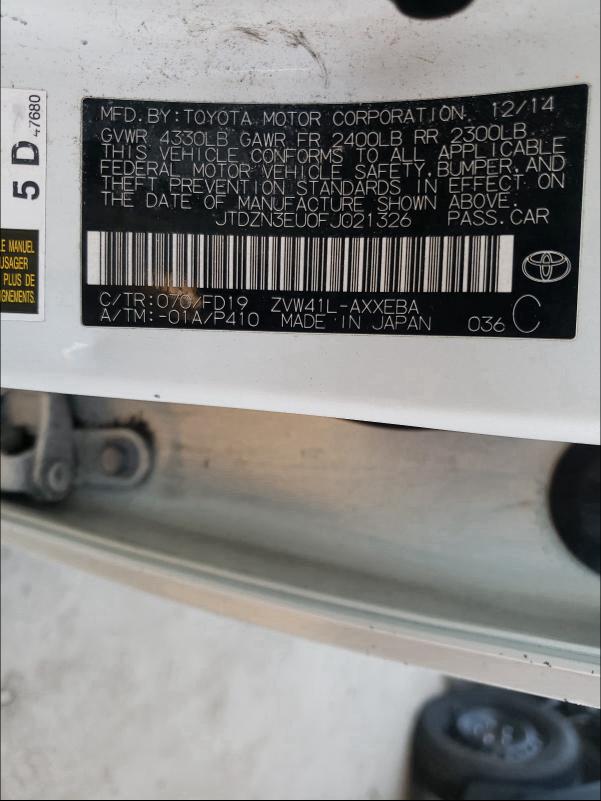 MFD. BY: TOYOTA MOTOR CORPORATION 12/14
GVWR 4330LB GAWR FR 2400LB RR 2300LB
THIS VEHICLE CONFORMS TO ALL APPLICABLE
FEDERAL MOTOR VEHICLE SAFETY, BUMPER, AND
THEFT PREVENTION STANDARDS IN EFFECT ON
THE DATE OF MANUFACTURE SHOWN ABOVE.
JTDZN3EU0FJ021326 PASS.CAR
C/TR:070/FD19 ZVW41L-AXXEBA
A/TM:-01A/P410 MADE IN JAPAN 036 C
5 D 47680
LE MANUEL
USAGER
PLUS DE
IGNEMENTS.